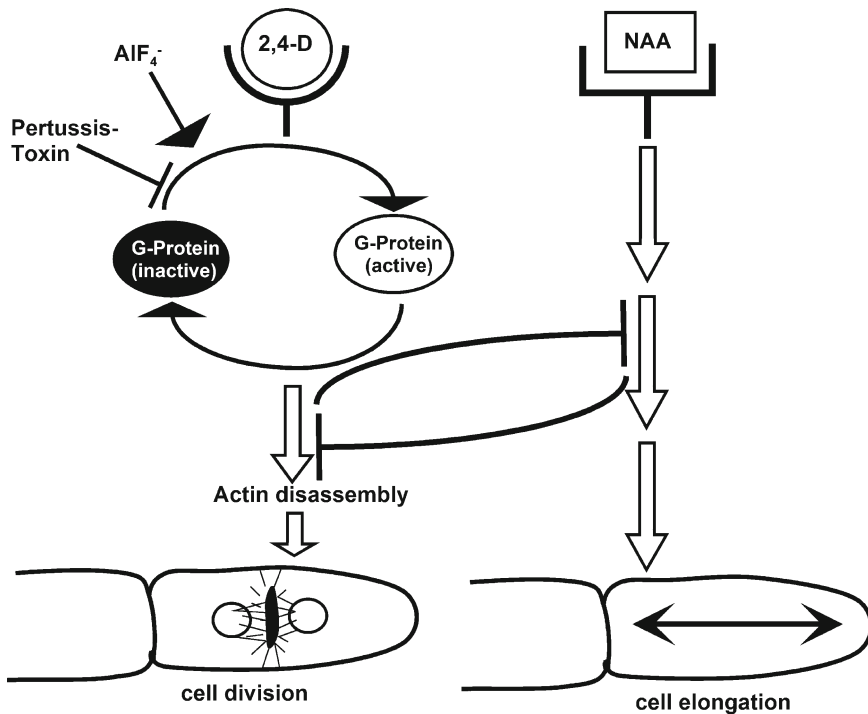 2,4-D
NAA
AlF4-
Pertussis-
Toxin
G-Protein
(inactive)
G-Protein
(active)
Actin disassembly
cell division
cell elongation